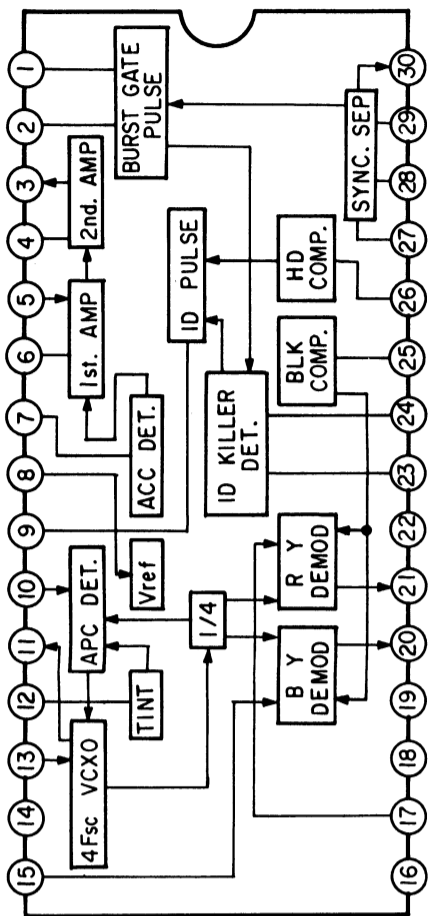 1
2
3
4
5
6
7
8
9
10
11
12
13
14
15
30
29
28
27
26
25
24
23
22
21
20
19
18
17
16
BURST GATE
PULSE
2nd. AMP
1st. AMP
ACC DET.
Vref
APC DET.
TINT
4Fsc VCXO
1/4
ID PULSE
ID KILLER
DET.
SYNC. SEP
HD
COMP.
BLK
COMP.
R Y
DEMOD
B Y
DEMOD